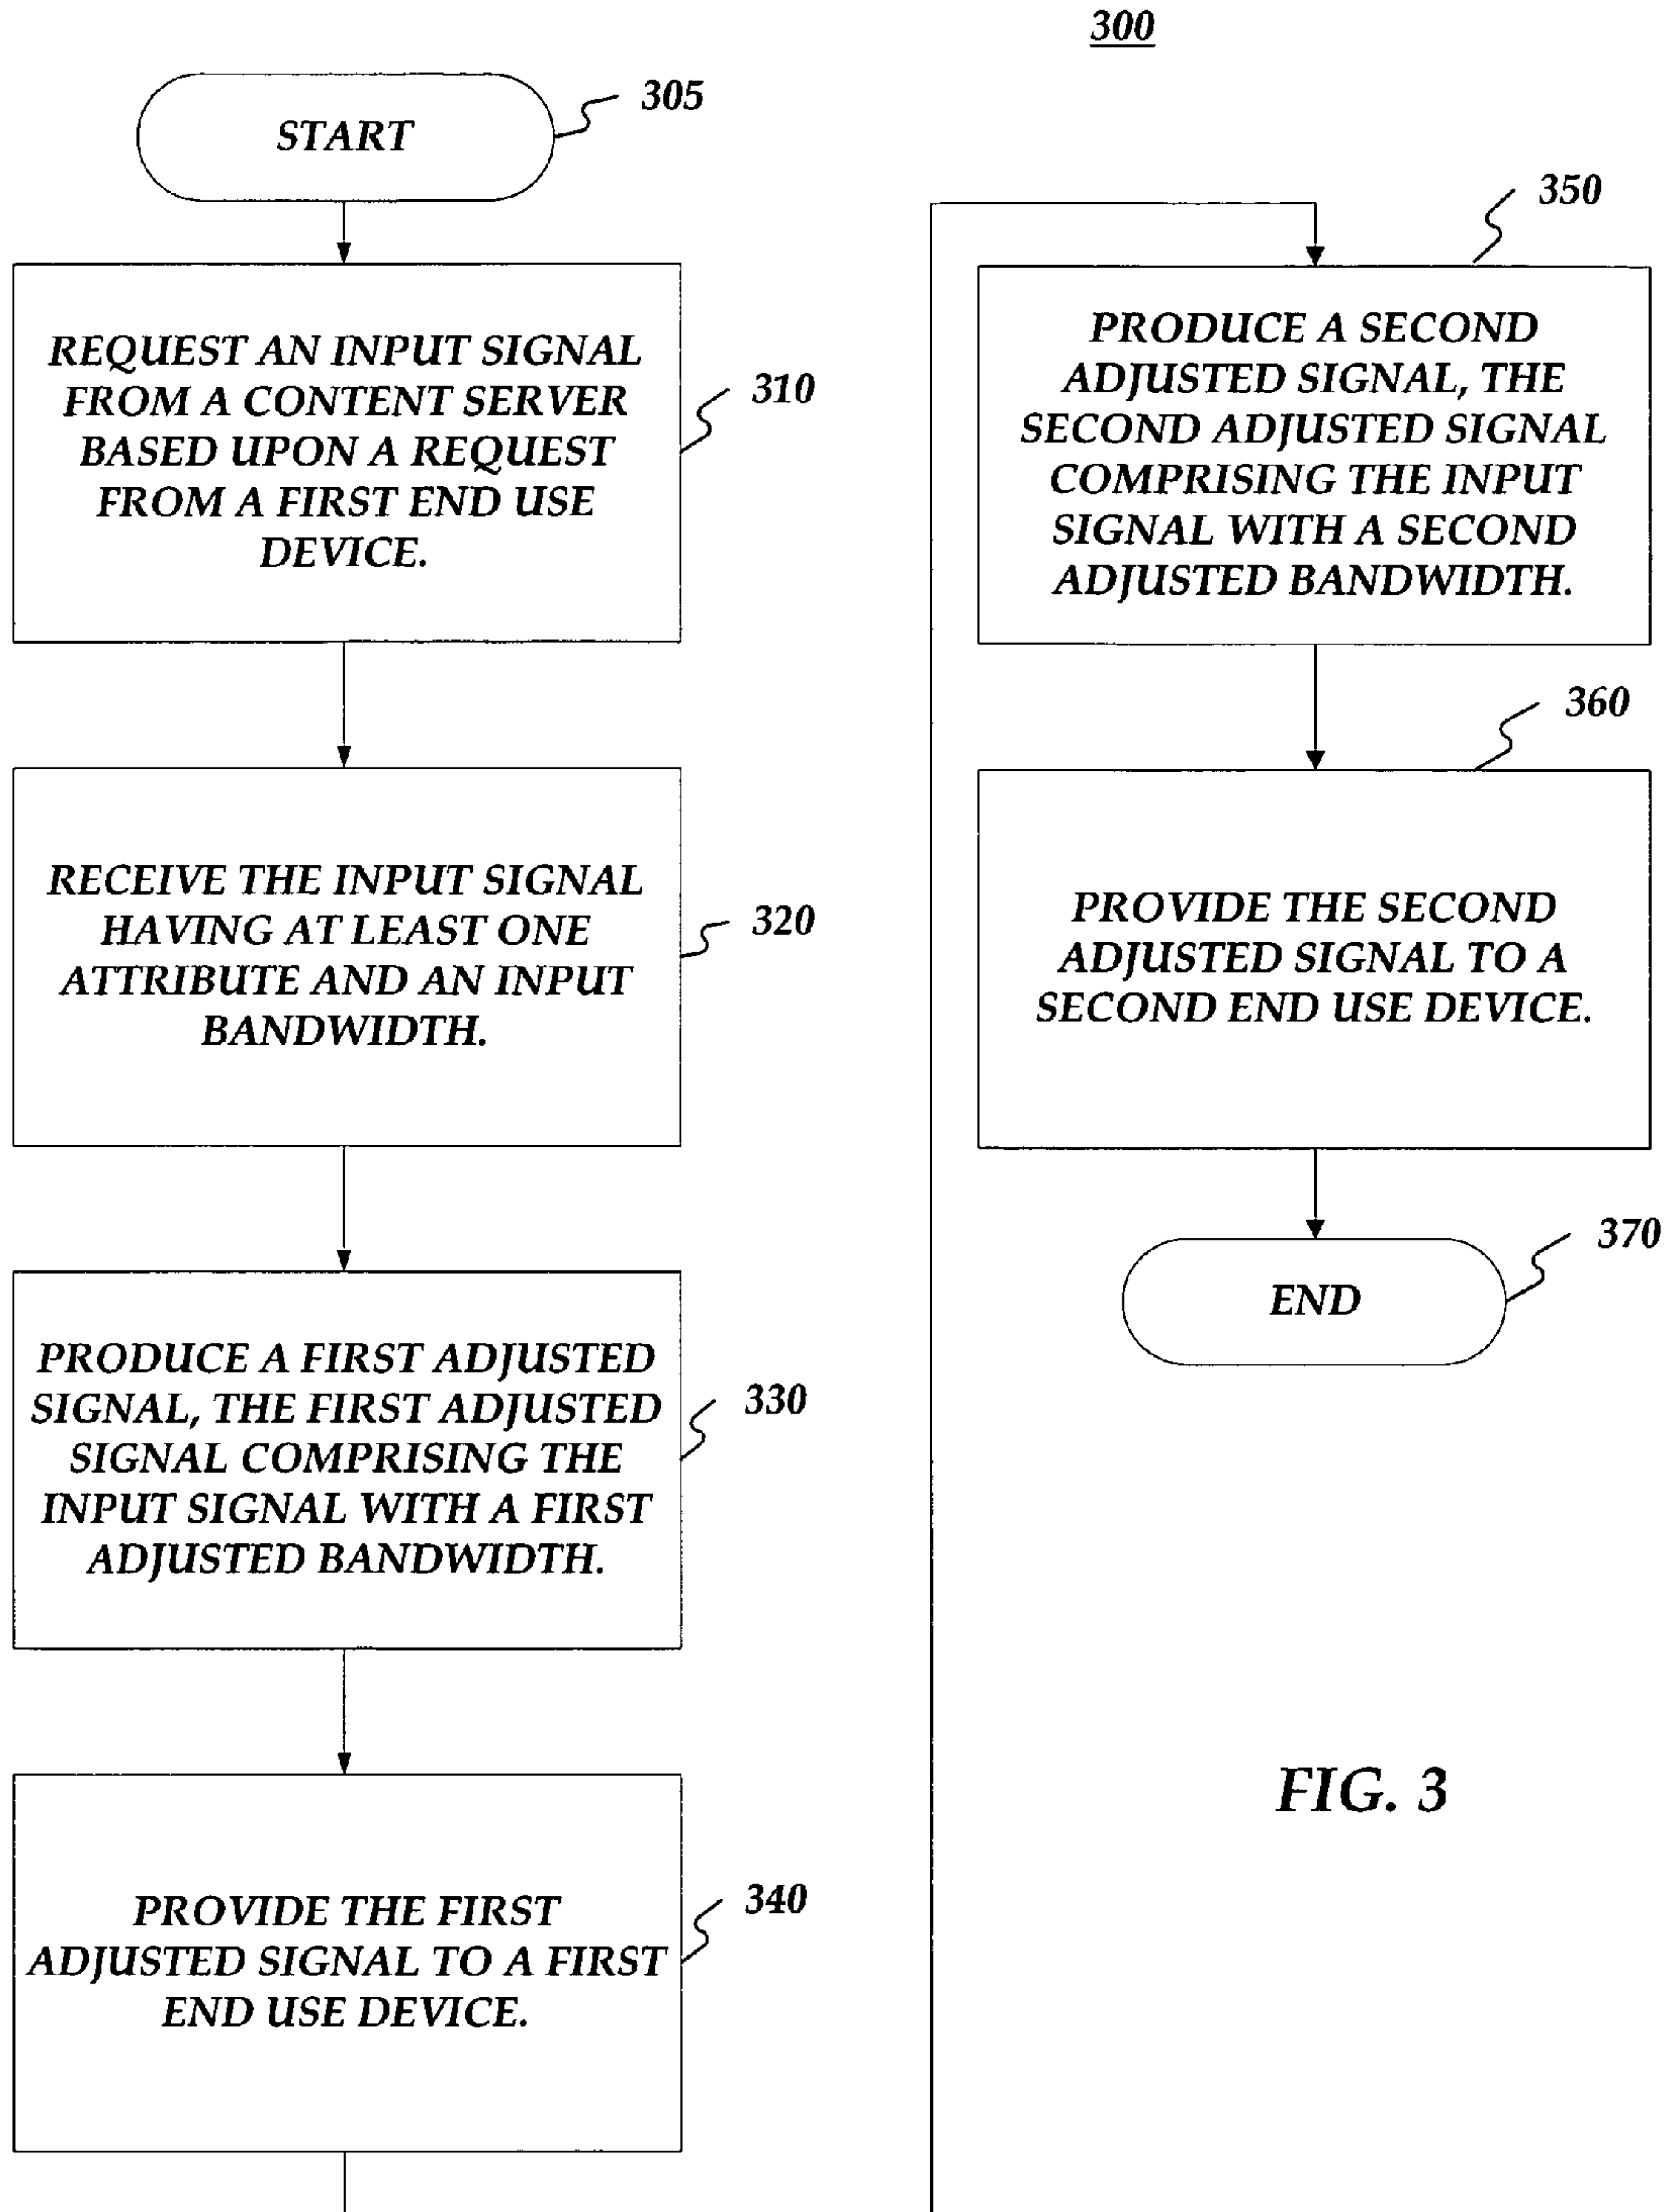 300
START
305
REQUEST AN INPUT SIGNAL
FROM A CONTENT SERVER
BASED UPON A REQUEST
FROM A FIRST END USE
DEVICE.
310
RECEIVE THE INPUT SIGNAL
HAVING AT LEAST ONE
ATTRIBUTE AND AN INPUT
BANDWIDTH.
320
PRODUCE A FIRST ADJUSTED
SIGNAL, THE FIRST ADJUSTED
SIGNAL COMPRISING THE
INPUT SIGNAL WITH A FIRST
ADJUSTED BANDWIDTH.
330
PROVIDE THE FIRST
ADJUSTED SIGNAL TO A FIRST
END USE DEVICE.
340
350
PRODUCE A SECOND
ADJUSTED SIGNAL, THE
SECOND ADJUSTED SIGNAL
COMPRISING THE INPUT
SIGNAL WITH A SECOND
ADJUSTED BANDWIDTH.
360
PROVIDE THE SECOND
ADJUSTED SIGNAL TO A
SECOND END USE DEVICE.
370
END
FIG. 3